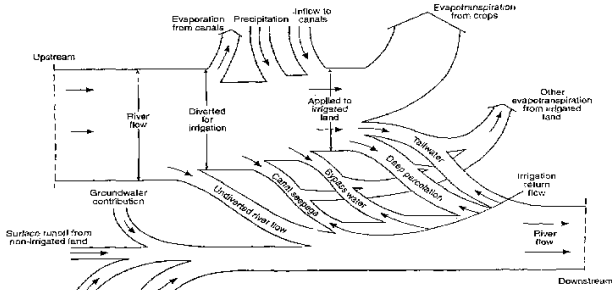 Evaporation
from canals
Precipitation
Inflow to
canals
Evapotranspiration
from crops
Upstream
River
flow
Diverted
for
irrigation
Applied to
irrigated
land
Other
evapotranspiration
from irrigated
land
Tailwater
Deep percolation
Bypass water
Canal seepage
Undiverted river flow
Irrigation
return
flow
Groundwater
contribution
Surface runoff from
non-irrigated land
River
flow
Downstream